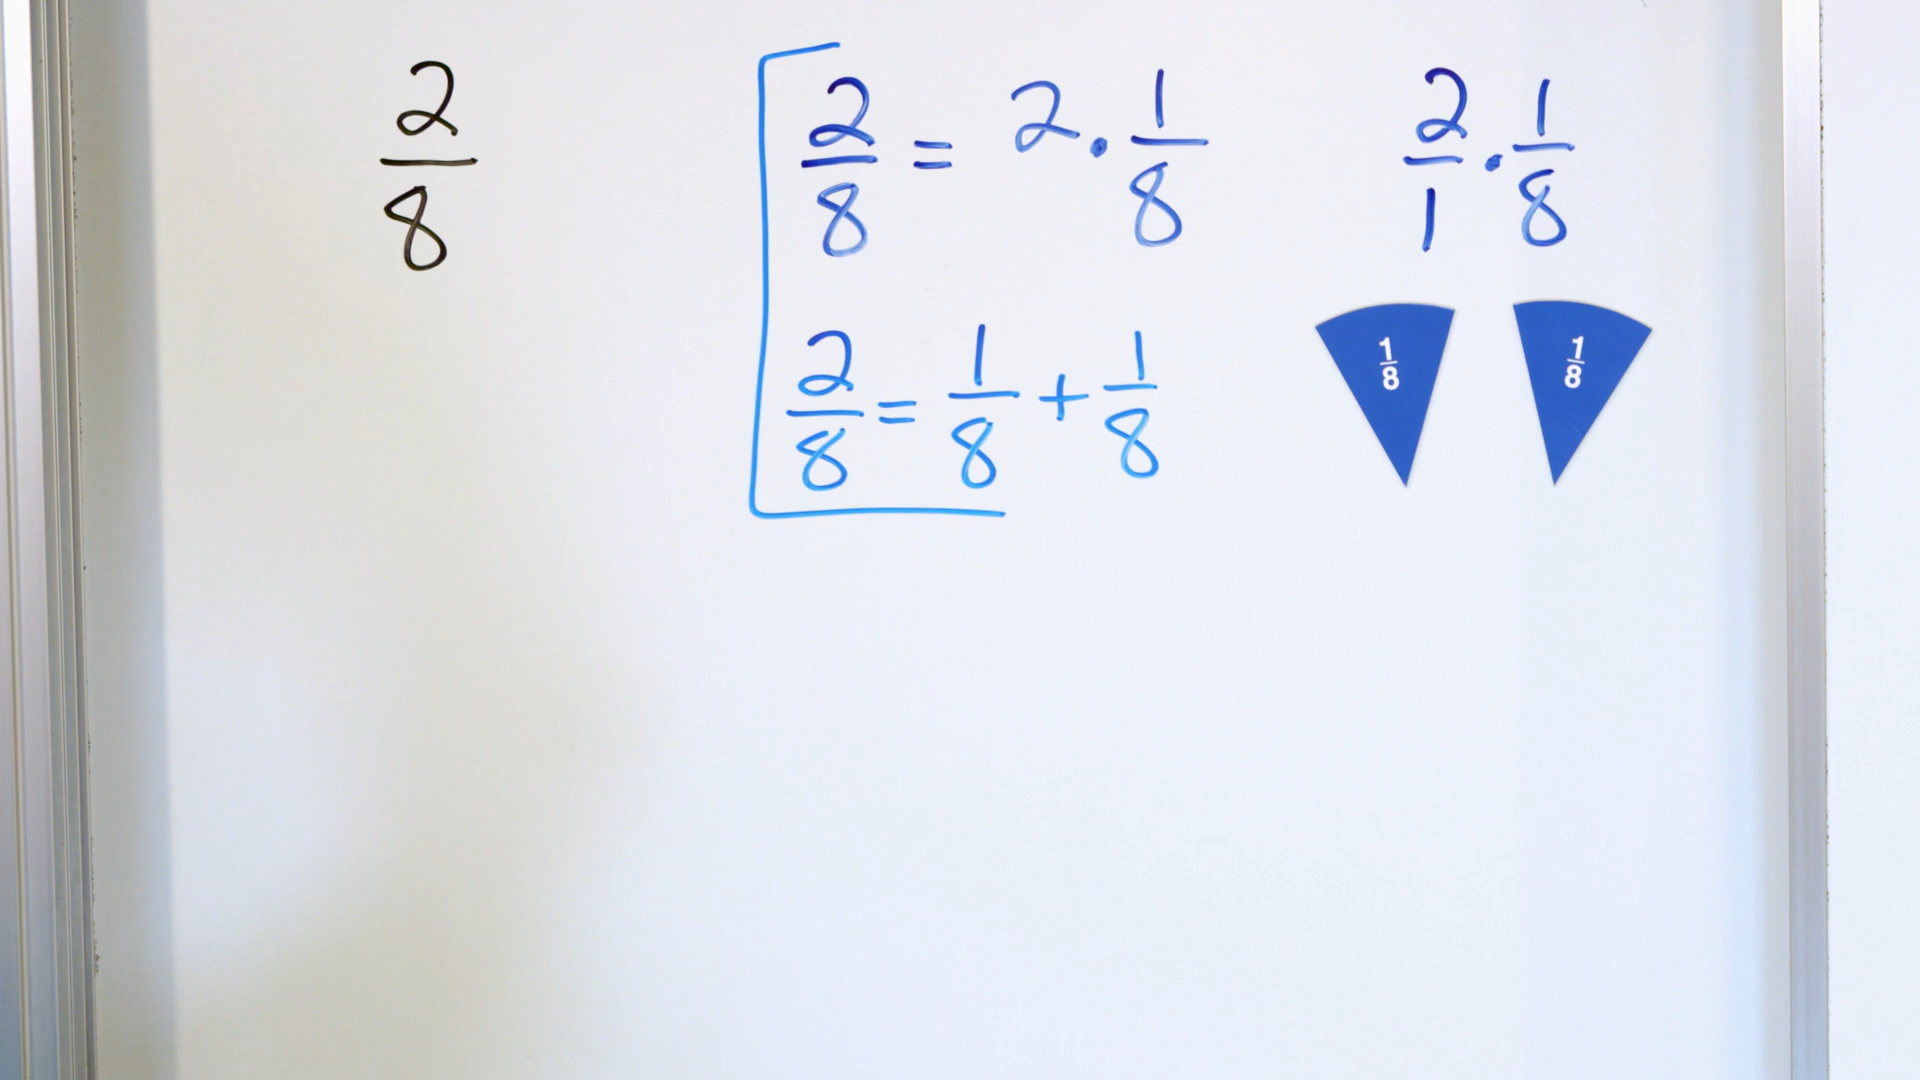 2/8
2/8 = 2 · 1/8
2/1 · 1/8
2/8 = 1/8 + 1/8
1/8
1/8